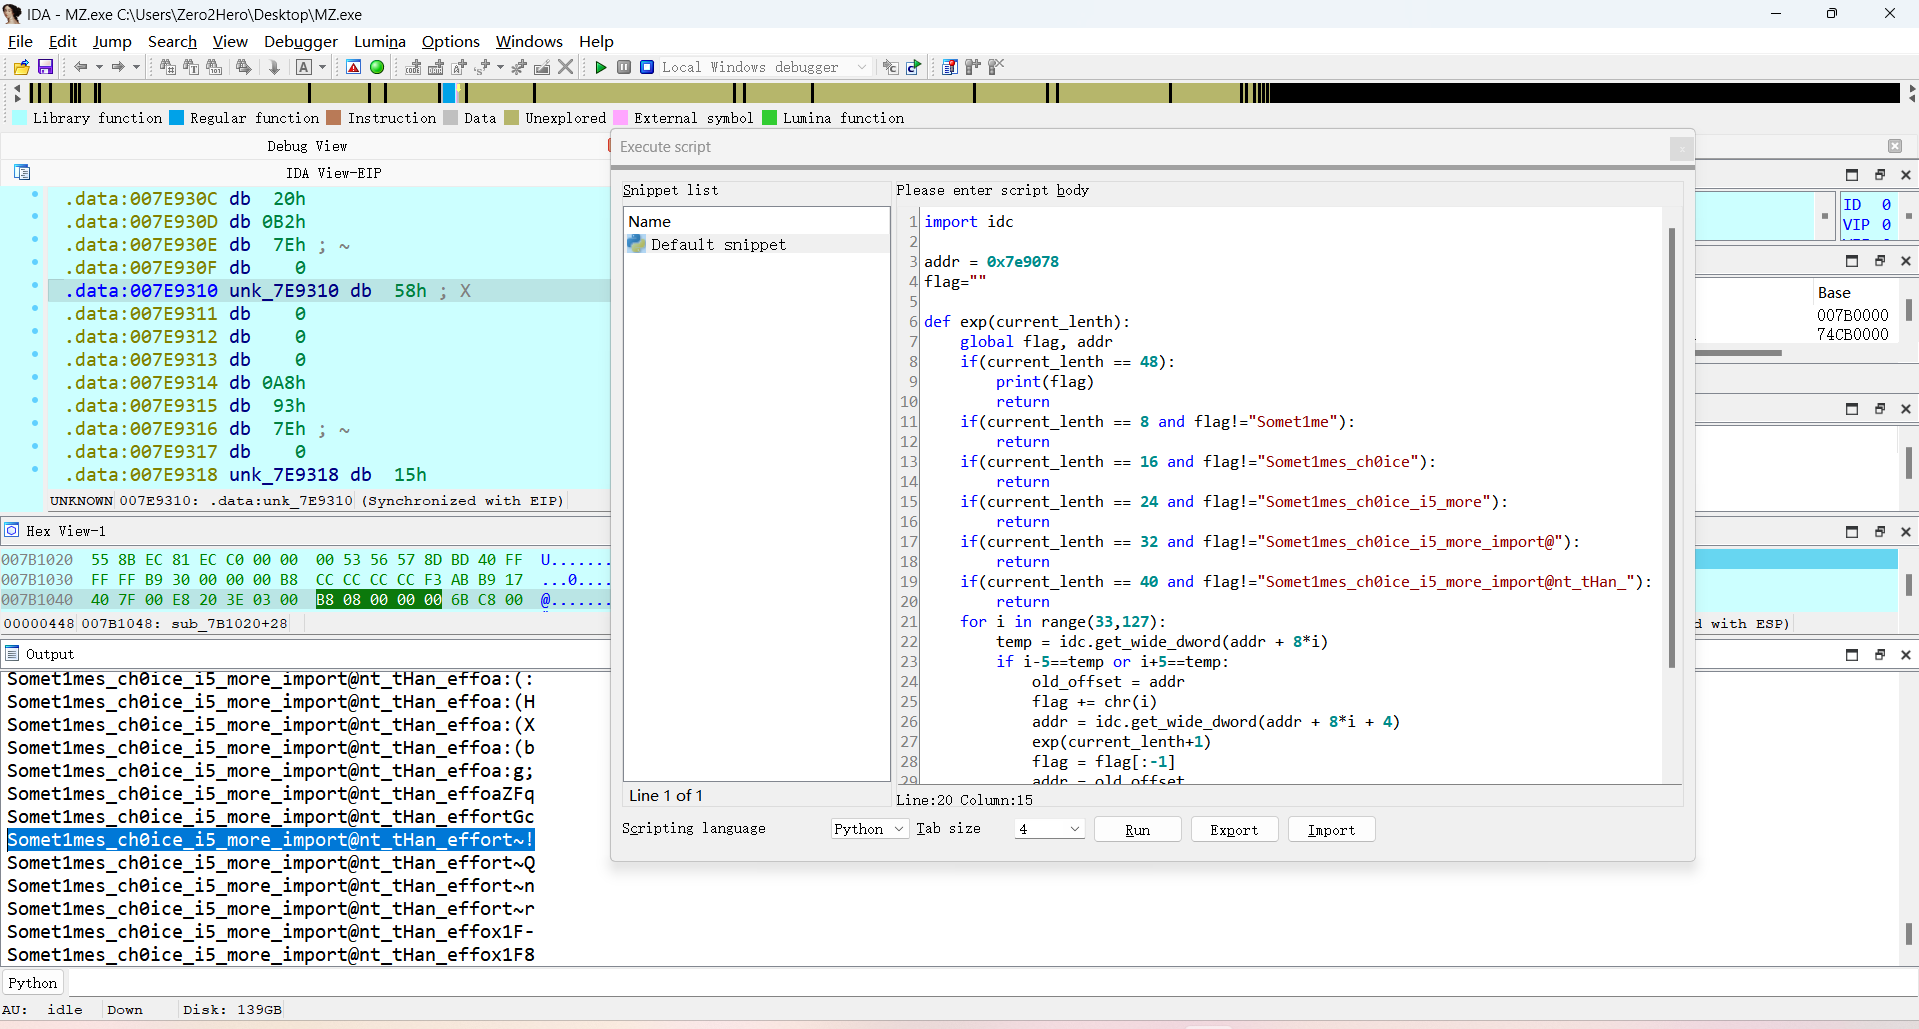 IDA - MZ.exe C:\Users\Zero2Hero\Desktop\MZ.exe
File Edit Jump Search View Debugger Lumina Options Windows Help
Local Windows debugger
Library function Regular function Instruction Data Unexplored External symbol Lumina function
Debug View
IDA View-EIP
.data:007E930C db 20h
.data:007E930D db 0B2h
.data:007E930E db 7Eh ; ~
.data:007E930F db 0
.data:007E9310 unk_7E9310 db 58h ; X
.data:007E9311 db 0
.data:007E9312 db 0
.data:007E9313 db 0
.data:007E9314 db 0A8h
.data:007E9315 db 93h
.data:007E9316 db 7Eh ; ~
.data:007E9317 db 0
.data:007E9318 unk_7E9318 db 15h
UNKNOWN 007E9310: .data:unk_7E9310 (Synchronized with EIP)
Hex View-1
007B1020 55 8B EC 81 EC C0 00 00 00 53 56 57 8D BD 40 FF U.......
007B1030 FF FF B9 30 00 00 00 B8 CC CC CC CC F3 AB B9 17 ...0....
007B1040 40 7F 00 E8 20 3E 03 00 B8 08 00 00 00 6B C8 00 @.......
00000448 007B1048: sub_7B1020+28
Output
Somet1mes_ch0ice_i5_more_import@nt_tHan_effoa:(:
Somet1mes_ch0ice_i5_more_import@nt_tHan_effoa:(H
Somet1mes_ch0ice_i5_more_import@nt_tHan_effoa:(X
Somet1mes_ch0ice_i5_more_import@nt_tHan_effoa:(b
Somet1mes_ch0ice_i5_more_import@nt_tHan_effoa:g;
Somet1mes_ch0ice_i5_more_import@nt_tHan_effoaZFq
Somet1mes_ch0ice_i5_more_import@nt_tHan_effortGc
Somet1mes_ch0ice_i5_more_import@nt_tHan_effort~!
Somet1mes_ch0ice_i5_more_import@nt_tHan_effort~Q
Somet1mes_ch0ice_i5_more_import@nt_tHan_effort~n
Somet1mes_ch0ice_i5_more_import@nt_tHan_effort~r
Somet1mes_ch0ice_i5_more_import@nt_tHan_effox1F-
Somet1mes_ch0ice_i5_more_import@nt_tHan_effox1F8
Python
AU: idle Down Disk: 139GB
Execute script
Snippet list
Name
Default snippet
Line 1 of 1
Please enter script body
1 import idc
2
3 addr = 0x7e9078
4 flag=""
5
6 def exp(current_lenth):
7 global flag, addr
8 if(current_lenth == 48):
9 print(flag)
10 return
11 if(current_lenth == 8 and flag!="Somet1me"):
12 return
13 if(current_lenth == 16 and flag!="Somet1mes_ch0ice"):
14 return
15 if(current_lenth == 24 and flag!="Somet1mes_ch0ice_i5_more"):
16 return
17 if(current_lenth == 32 and flag!="Somet1mes_ch0ice_i5_more_import@"):
18 return
19 if(current_lenth == 40 and flag!="Somet1mes_ch0ice_i5_more_import@nt_tHan_"):
20 return
21 for i in range(33,127):
22 temp = idc.get_wide_dword(addr + 8*i)
23 if i-5==temp or i+5==temp:
24 old_offset = addr
25 flag += chr(i)
26 addr = idc.get_wide_dword(addr + 8*i + 4)
27 exp(current_lenth+1)
28 flag = flag[:-1]
29 addr = old_offset
Line:20 Column:15
Scripting language Python Tab size 4 Run Export Import
ID 0
VIP 0
Base
007B0000
74CB0000
d with ESP)